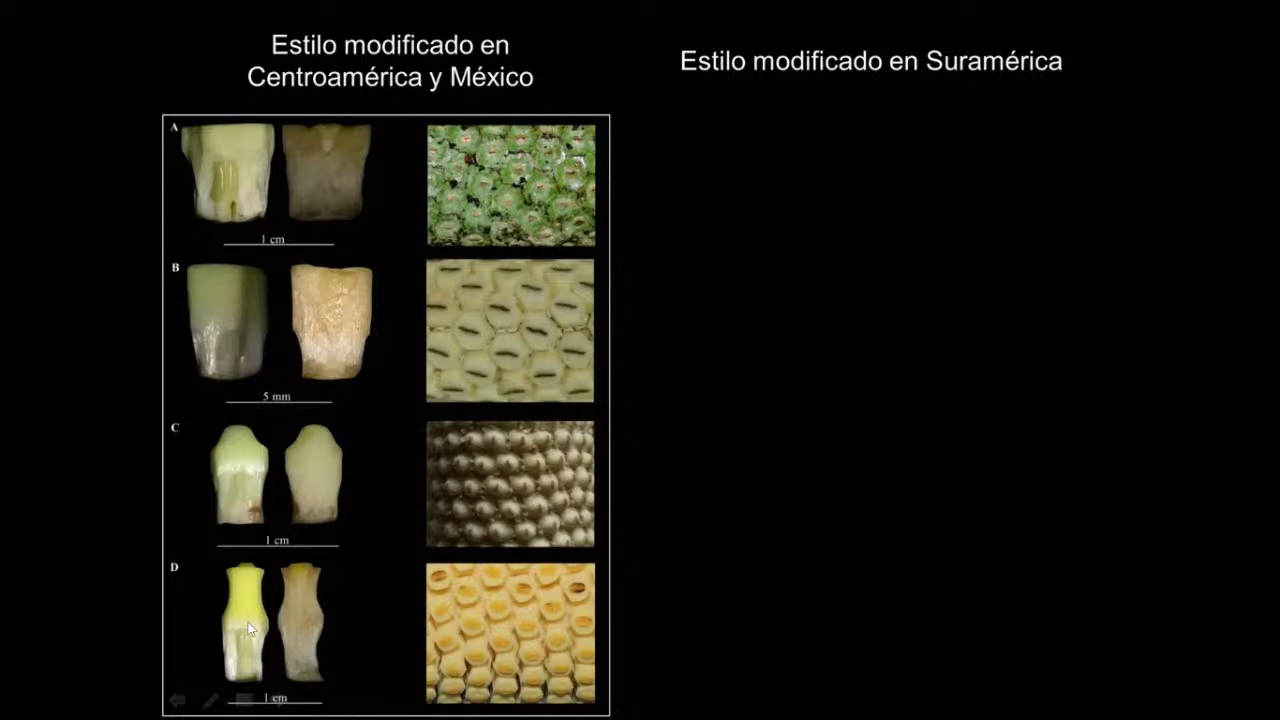 Estilo modificado en
Centroamérica y México
Estilo modificado en Suramérica
A
1 cm
B
5 mm
C
1 cm
D
1 cm